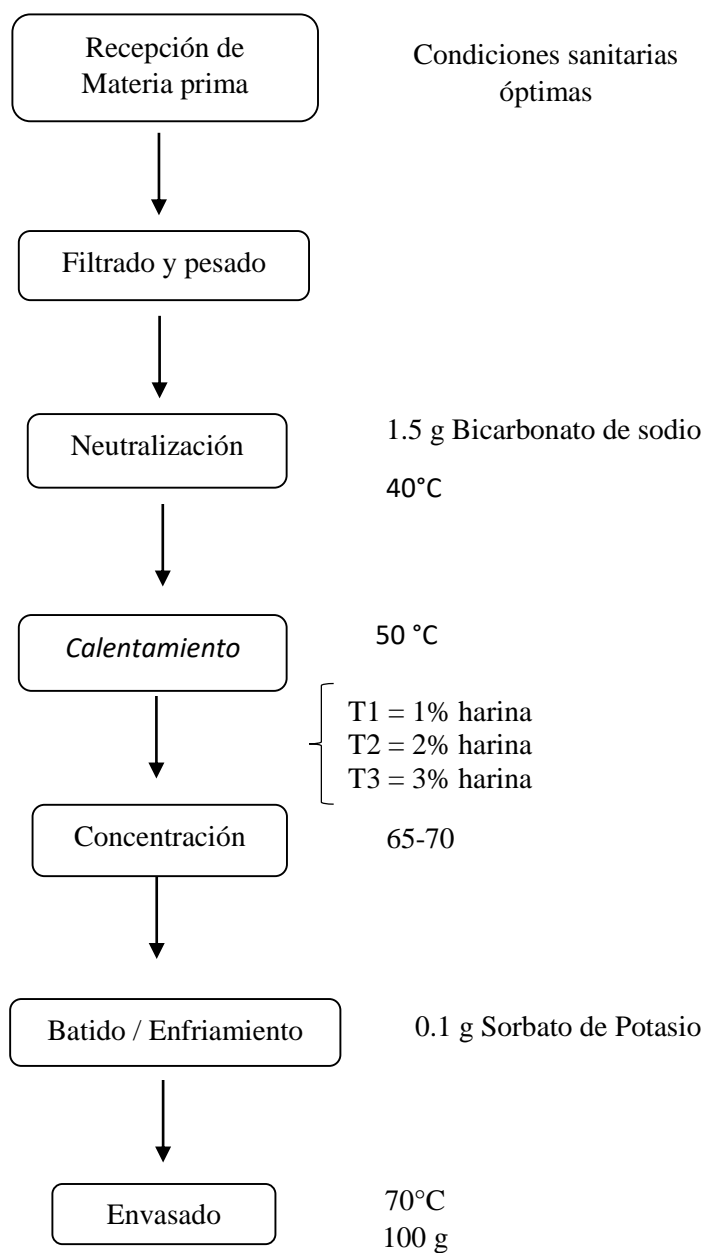 Recepción de
Materia prima
Condiciones sanitarias
óptimas
Filtrado y pesado
Neutralización
1.5 g Bicarbonato de sodio
40°C
Calentamiento
50 °C
T1 = 1% harina
T2 = 2% harina
T3 = 3% harina
Concentración
65-70
Batido / Enfriamiento
0.1 g Sorbato de Potasio
Envasado
70°C
100 g